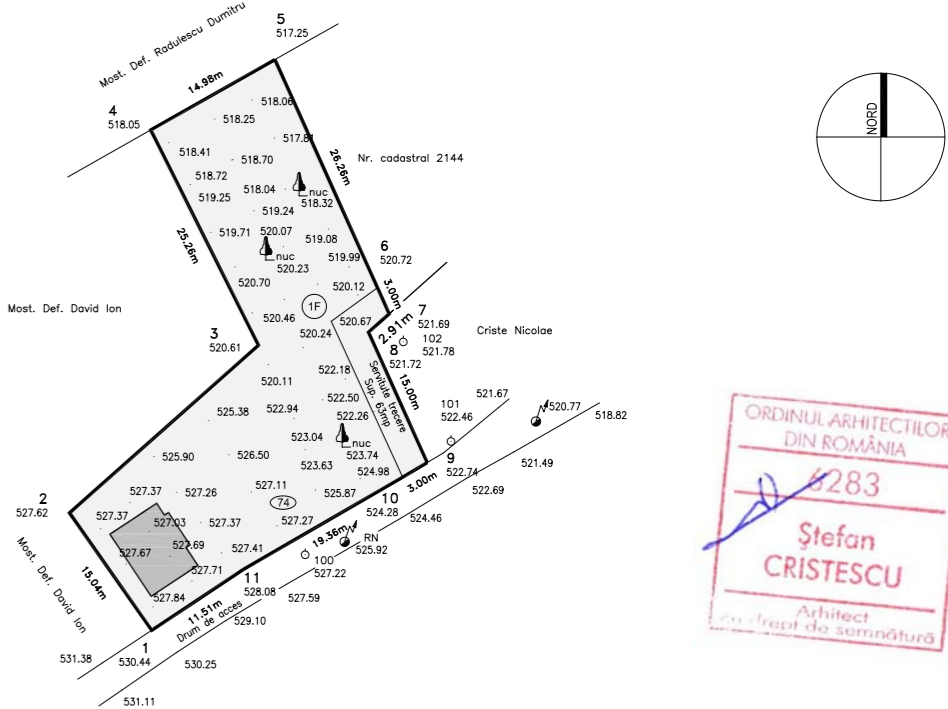 Most. Def. Radulescu Dumitru
5
517.25
14.98m
4
518.05
518.06
518.25
517.81
NORD
518.41
518.70
26.26m
Nr. cadastral 2144
518.72
518.04
nuc
519.25
518.32
519.24
519.71
520.07
519.08
25.26m
nuc
519.99
6
520.72
520.23
520.70
520.12
3.00m
Most. Def. David Ion
1F
7
520.46
520.67
521.69
3
520.24
2.91m
102
Criste Nicolae
520.61
8
521.78
521.72
522.18
520.11
Servitute trecere
Sup. 63mp
15.00m
522.50
521.67
525.38
522.94
522.26
101
520.77
522.46
518.82
523.04
nuc
525.90
526.50
523.74
9
523.63
524.98
522.74
521.49
527.37
527.26
527.11
525.87
3.00m
522.69
2
10
527.62
74
524.28
527.37
527.03
527.37
527.27
524.46
19.36m
RN
527.67
527.69
527.41
525.92
100
527.71
11
527.22
Most. Def. David Ion
15.04m
527.84
528.08
527.59
11.51m
Drum de acces
529.10
1
531.38
530.44
530.25
531.11
ORDINUL ARHITECTILOR
DIN ROMÂNIA
6283
Ștefan
CRISTESCU
Arhitect
cu drept de semnătură